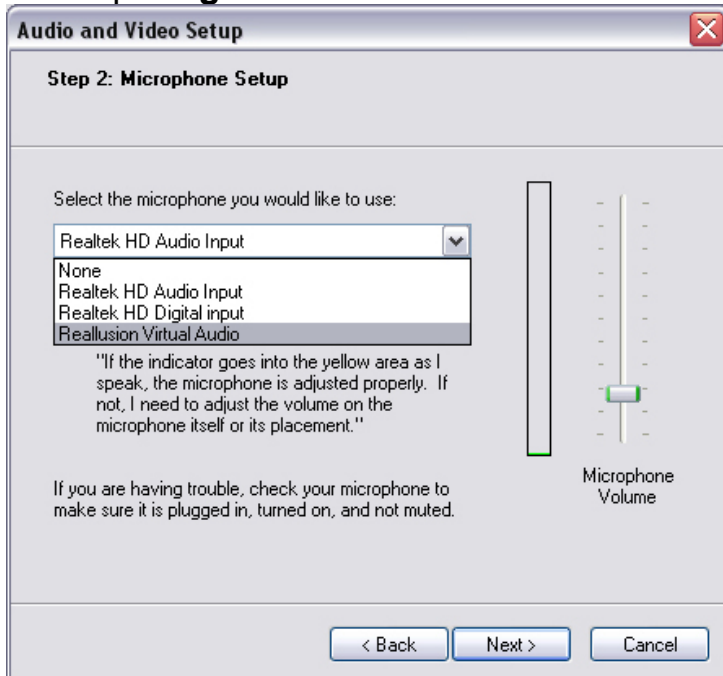 Audio and Video Setup
Step 2: Microphone Setup
Select the microphone you would like to use:
Realtek HD Audio Input
None
Realtek HD Audio Input
Realtek HD Digital input
Reallusion Virtual Audio
"If the indicator goes into the yellow area as I
speak, the microphone is adjusted properly.  If
not, I need to adjust the volume on the
microphone itself or its placement."
If you are having trouble, check your microphone to
make sure it is plugged in, turned on, and not muted.
Microphone
Volume
< Back
Next >
Cancel